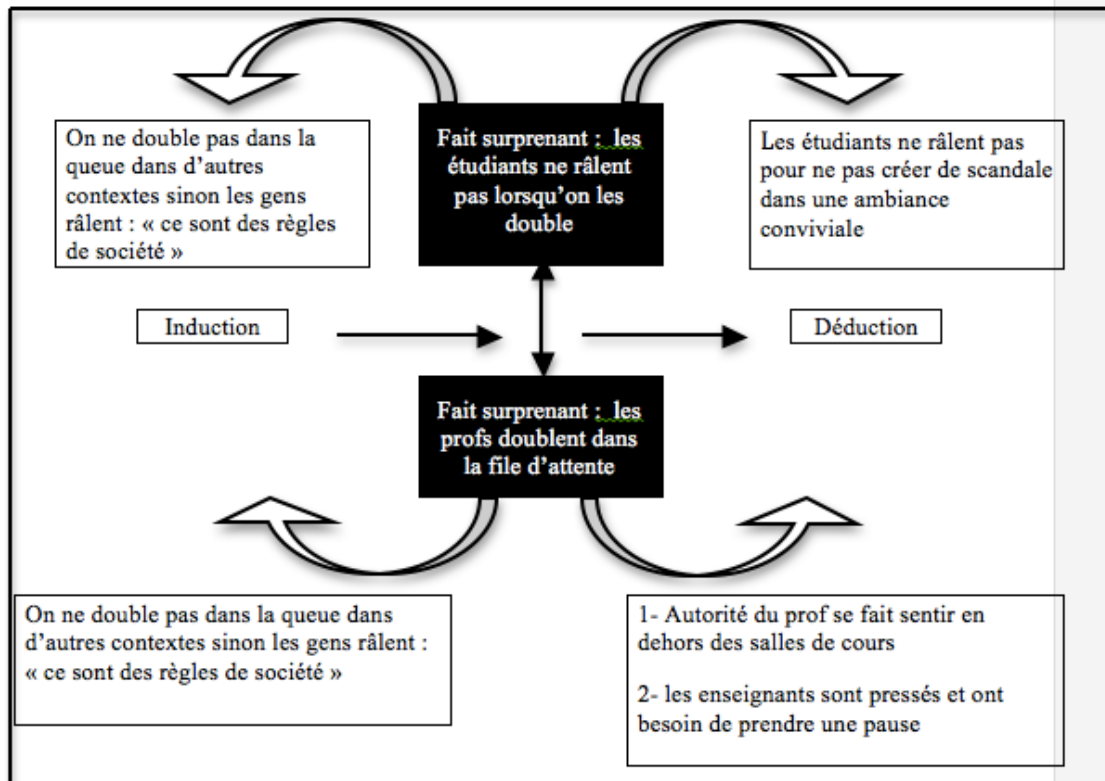 On ne double pas dans la
queue dans d'autres
contextes sinon les gens
râlent : « ce sont des règles
de société »
Fait surprenant : les
étudiants ne râlent
pas lorsqu'on les
double
Les étudiants ne râlent pas
pour ne pas créer de scandale
dans une ambiance
conviviale
Induction
Déduction
Fait surprenant : les
profs doublent dans
la file d'attente
On ne double pas dans la queue dans
d'autres contextes sinon les gens râlent :
« ce sont des règles de société »
1- Autorité du prof se fait sentir en
dehors des salles de cours
2- les enseignants sont pressés et ont
besoin de prendre une pause